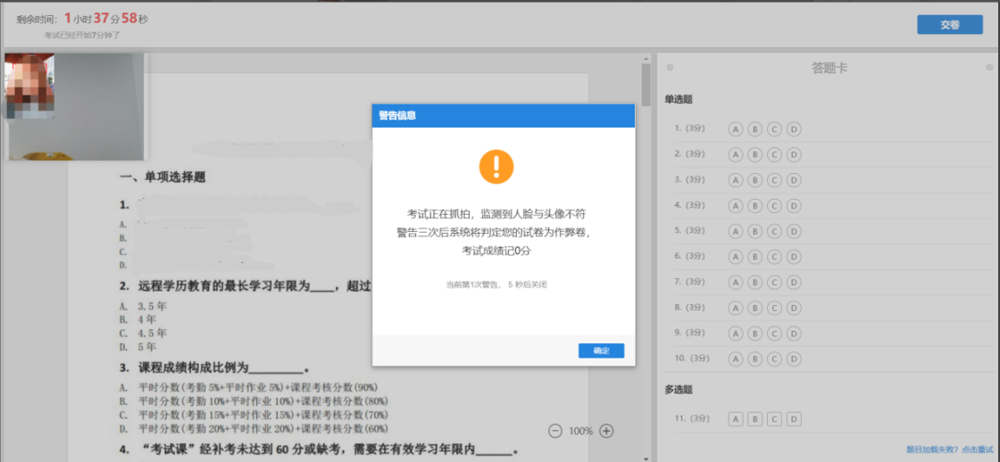 剩余时间：1小时37分58秒
考试已经开始7分钟了
交卷
答题卡
警告信息
考试正在抓拍，监测到人脸与头像不符
警告三次后系统将判定您的试卷为作弊卷，
考试成绩记0分
当前第1次警告， 5 秒后关闭
确定
一、单项选择题
1.
A.
B.
C.
D.
2. 远程学历教育的最长学习年限为____，超过
A. 3.5 年
B. 4 年
C. 4.5 年
D. 5 年
3. 课程成绩构成比例为_________。
A. 平时分数(考勤 5%+平时作业 5%)+课程考核分数(90%)
B. 平时分数(考勤 10%+平时作业 10%)+课程考核分数(80%)
C. 平时分数(考勤 15%+平时作业 15%)+课程考核分数(70%)
D. 平时分数(考勤 20%+平时作业 20%)+课程考核分数(60%)
4. “考试课”经补考未达到 60 分或缺考，需要在有效学习年限内______。
100%
单选题
1. (3分) A B C D
2. (3分) A B C D
3. (3分) A B C D
4. (3分) A B C D
5. (3分) A B C D
6. (3分) A B C D
7. (3分) A B C D
8. (3分) A B C D
9. (3分) A B C D
10. (3分) A B C D
多选题
11. (3分) A B C D
题目加载失败？点击重试